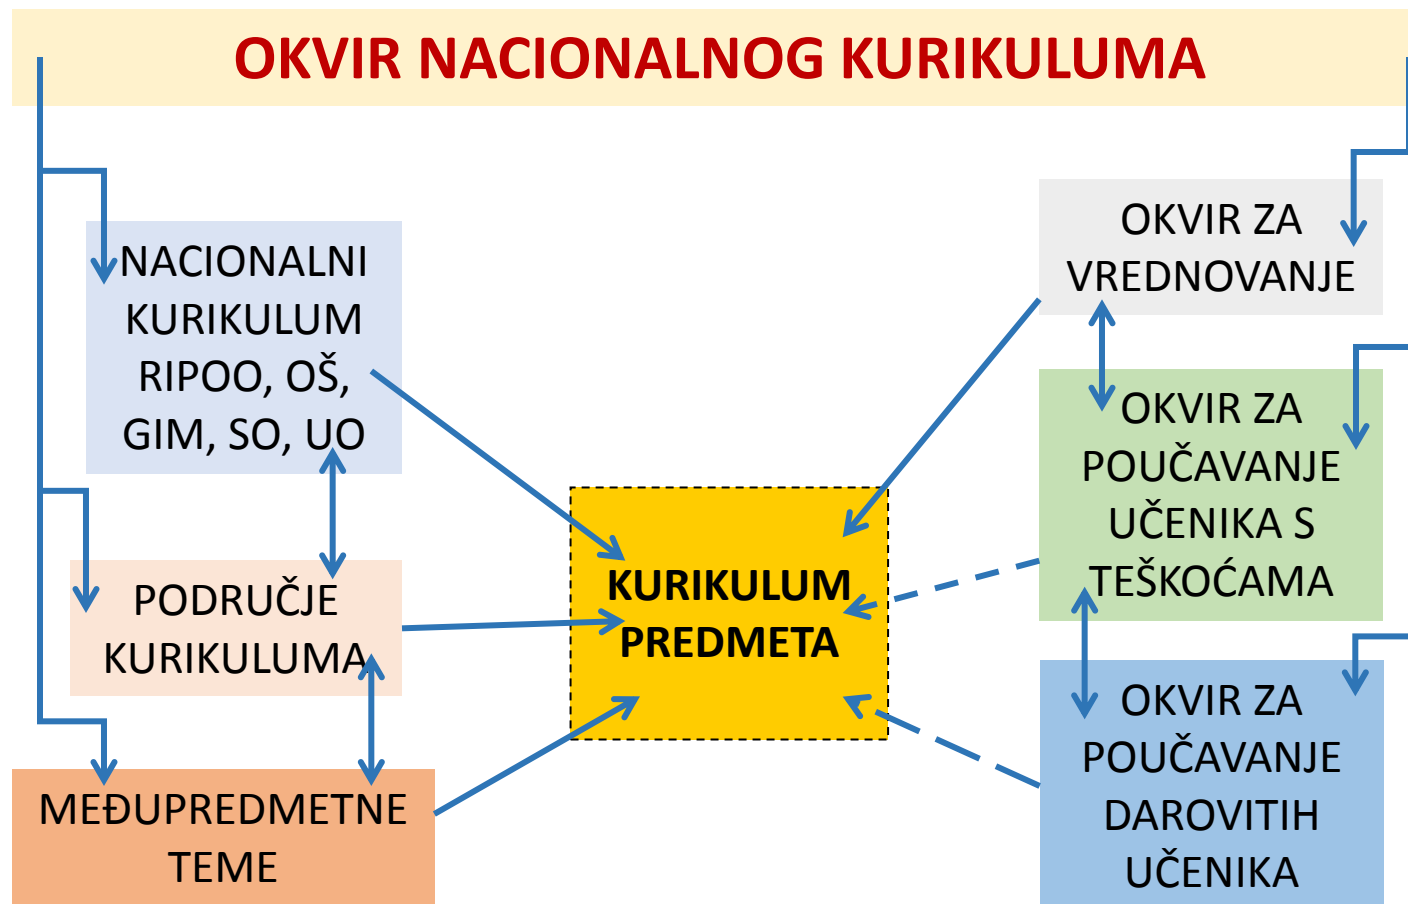 OKVIR NACIONALNOG KURIKULUMA
NACIONALNI
KURIKULUM
RIPOO, OŠ,
GIM, SO, UO
PODRUČJE
KURIKULUMA
MEĐUPREDMETNE
TEME
KURIKULUM
PREDMETA
OKVIR ZA
VREDNOVANJE
OKVIR ZA
POUČAVANJE
UČENIKA S
TEŠKOĆAMA
OKVIR ZA
POUČAVANJE
DAROVITIH
UČENIKA